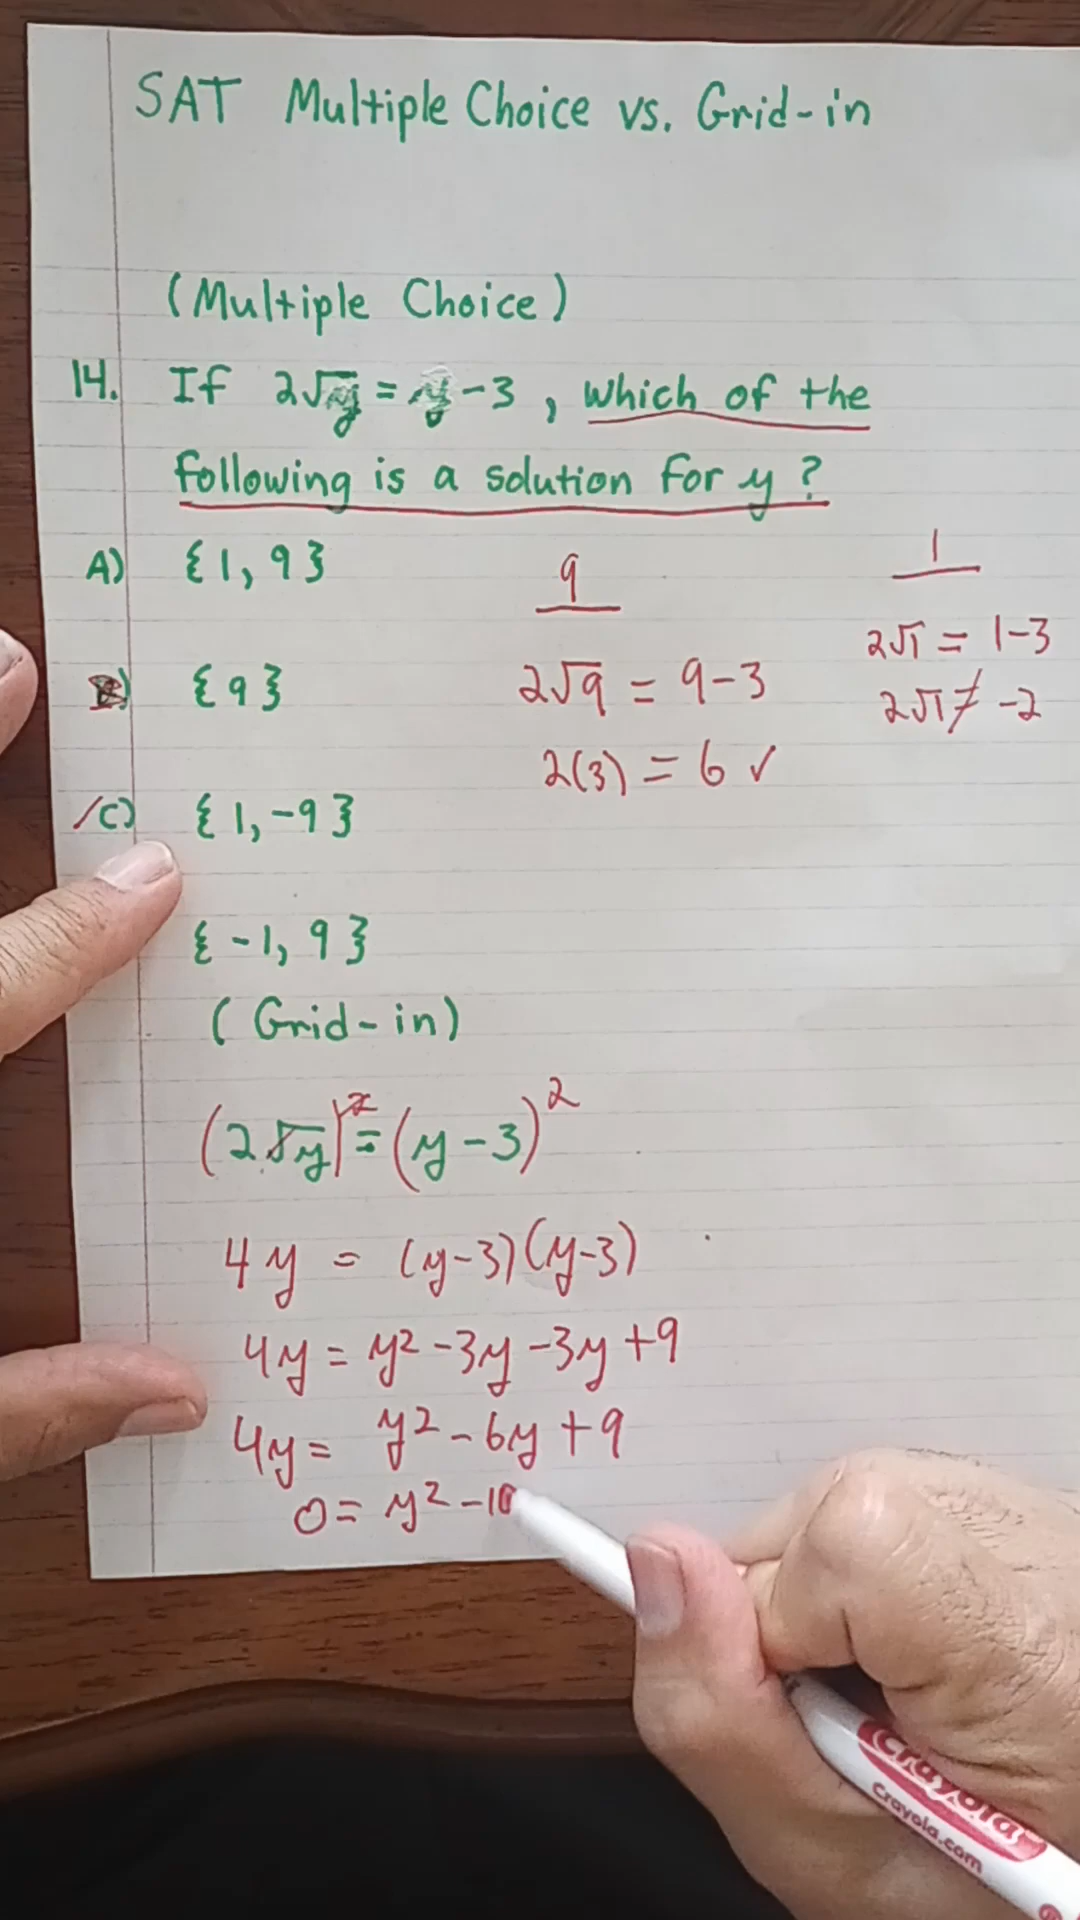 SAT Multiple Choice vs. Grid-in
(Multiple Choice)
14. If 2√y = y - 3, which of the
following is a solution for y?
A) {1, 9}
{9}
C) {1, -9}
{-1, 9}
9
2√9 = 9-3
2(3) = 6 ✓
1
2√1 = 1-3
2√1 ≠ -2
(Grid-in)
(2√y)² = (y-3)²
4y = (y-3)(y-3)
4y = y² - 3y - 3y + 9
4y = y² - 6y + 9
0 = y² - 10
Crayola
Crayola.com